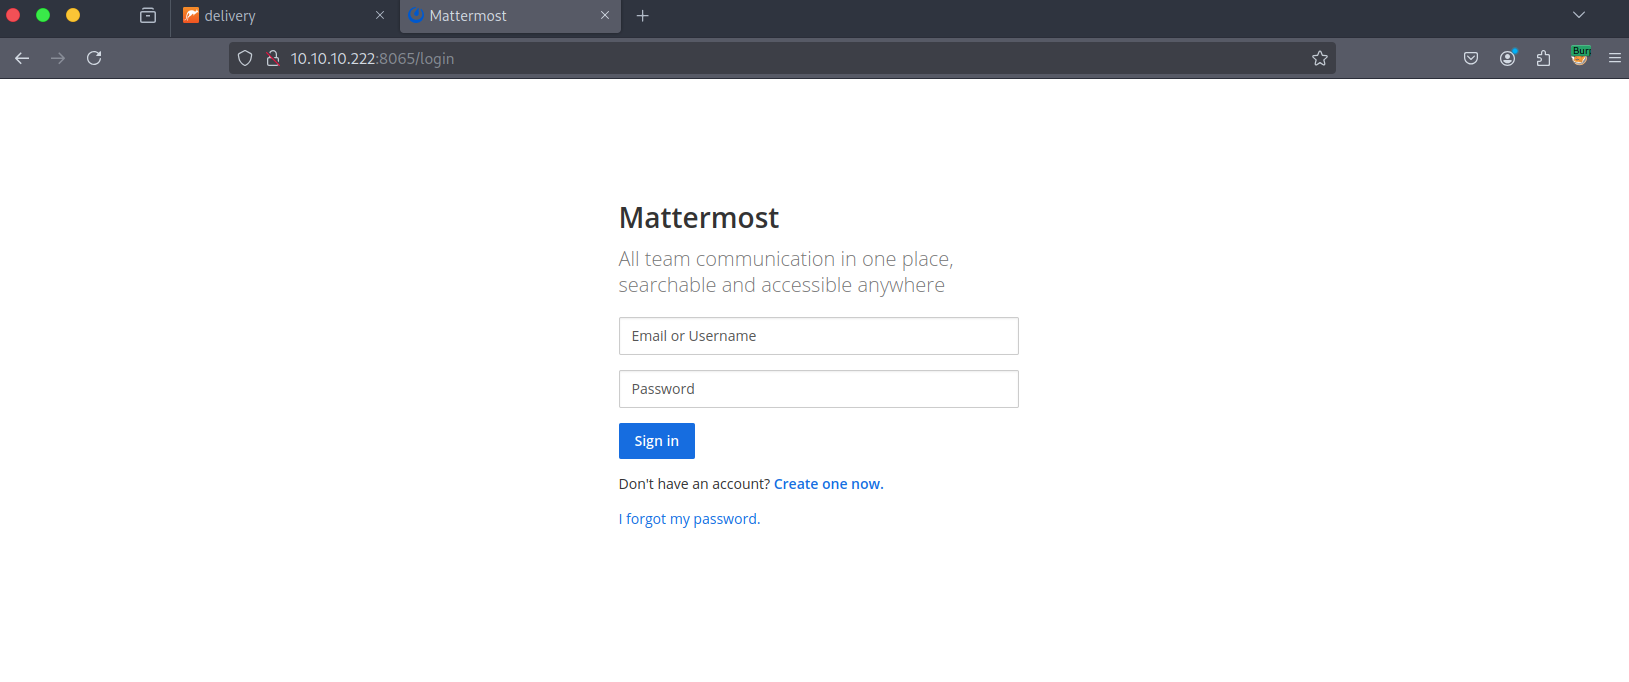 delivery
Mattermost
10.10.10.222:8065/login
Mattermost
All team communication in one place,
searchable and accessible anywhere
Email or Username
Password
Sign in
Don't have an account? Create one now.
I forgot my password.